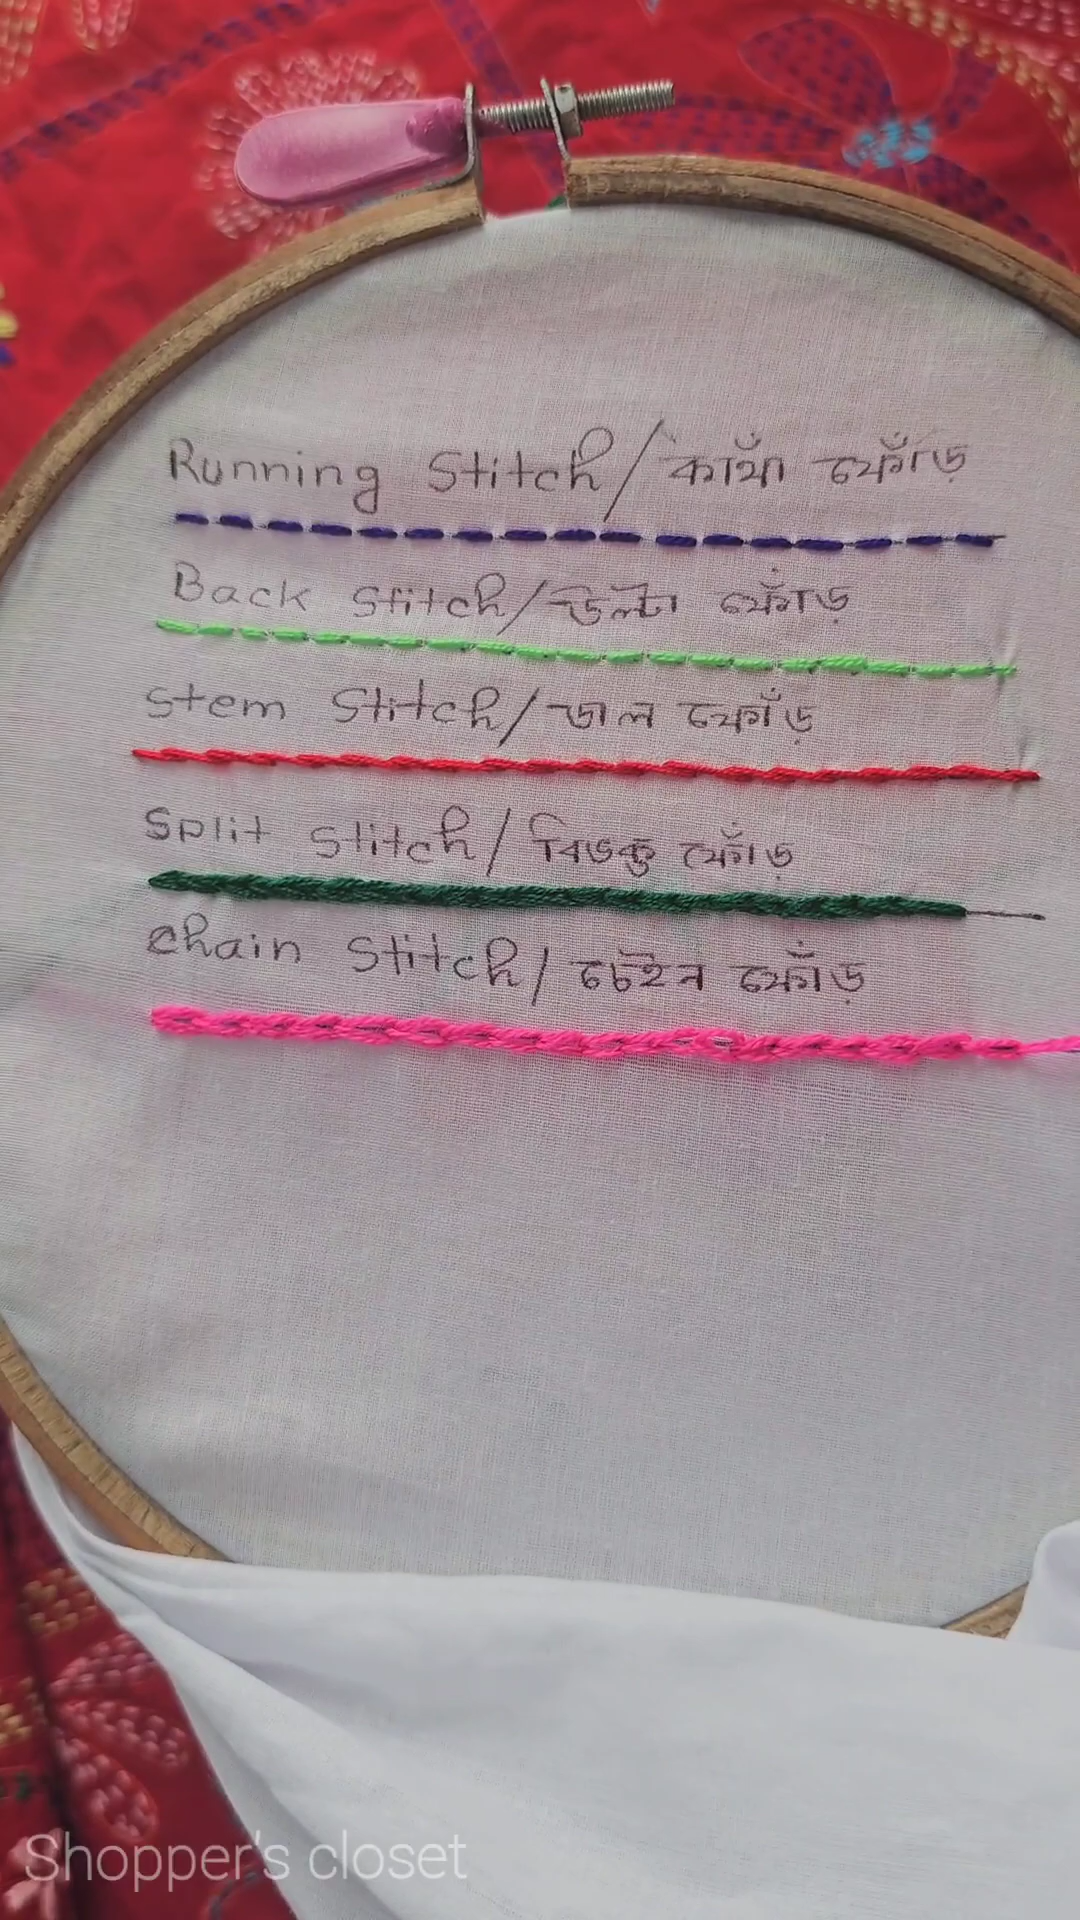 Running Stitch/কাঁথা ফোঁড়
Back Stitch/উল্টা ফোঁড়
Stem Stitch/ডাল ফোঁড়
Split Stitch/বিভক্ত ফোঁড়
Chain Stitch/চেইন ফোঁড়
Shopper's closet